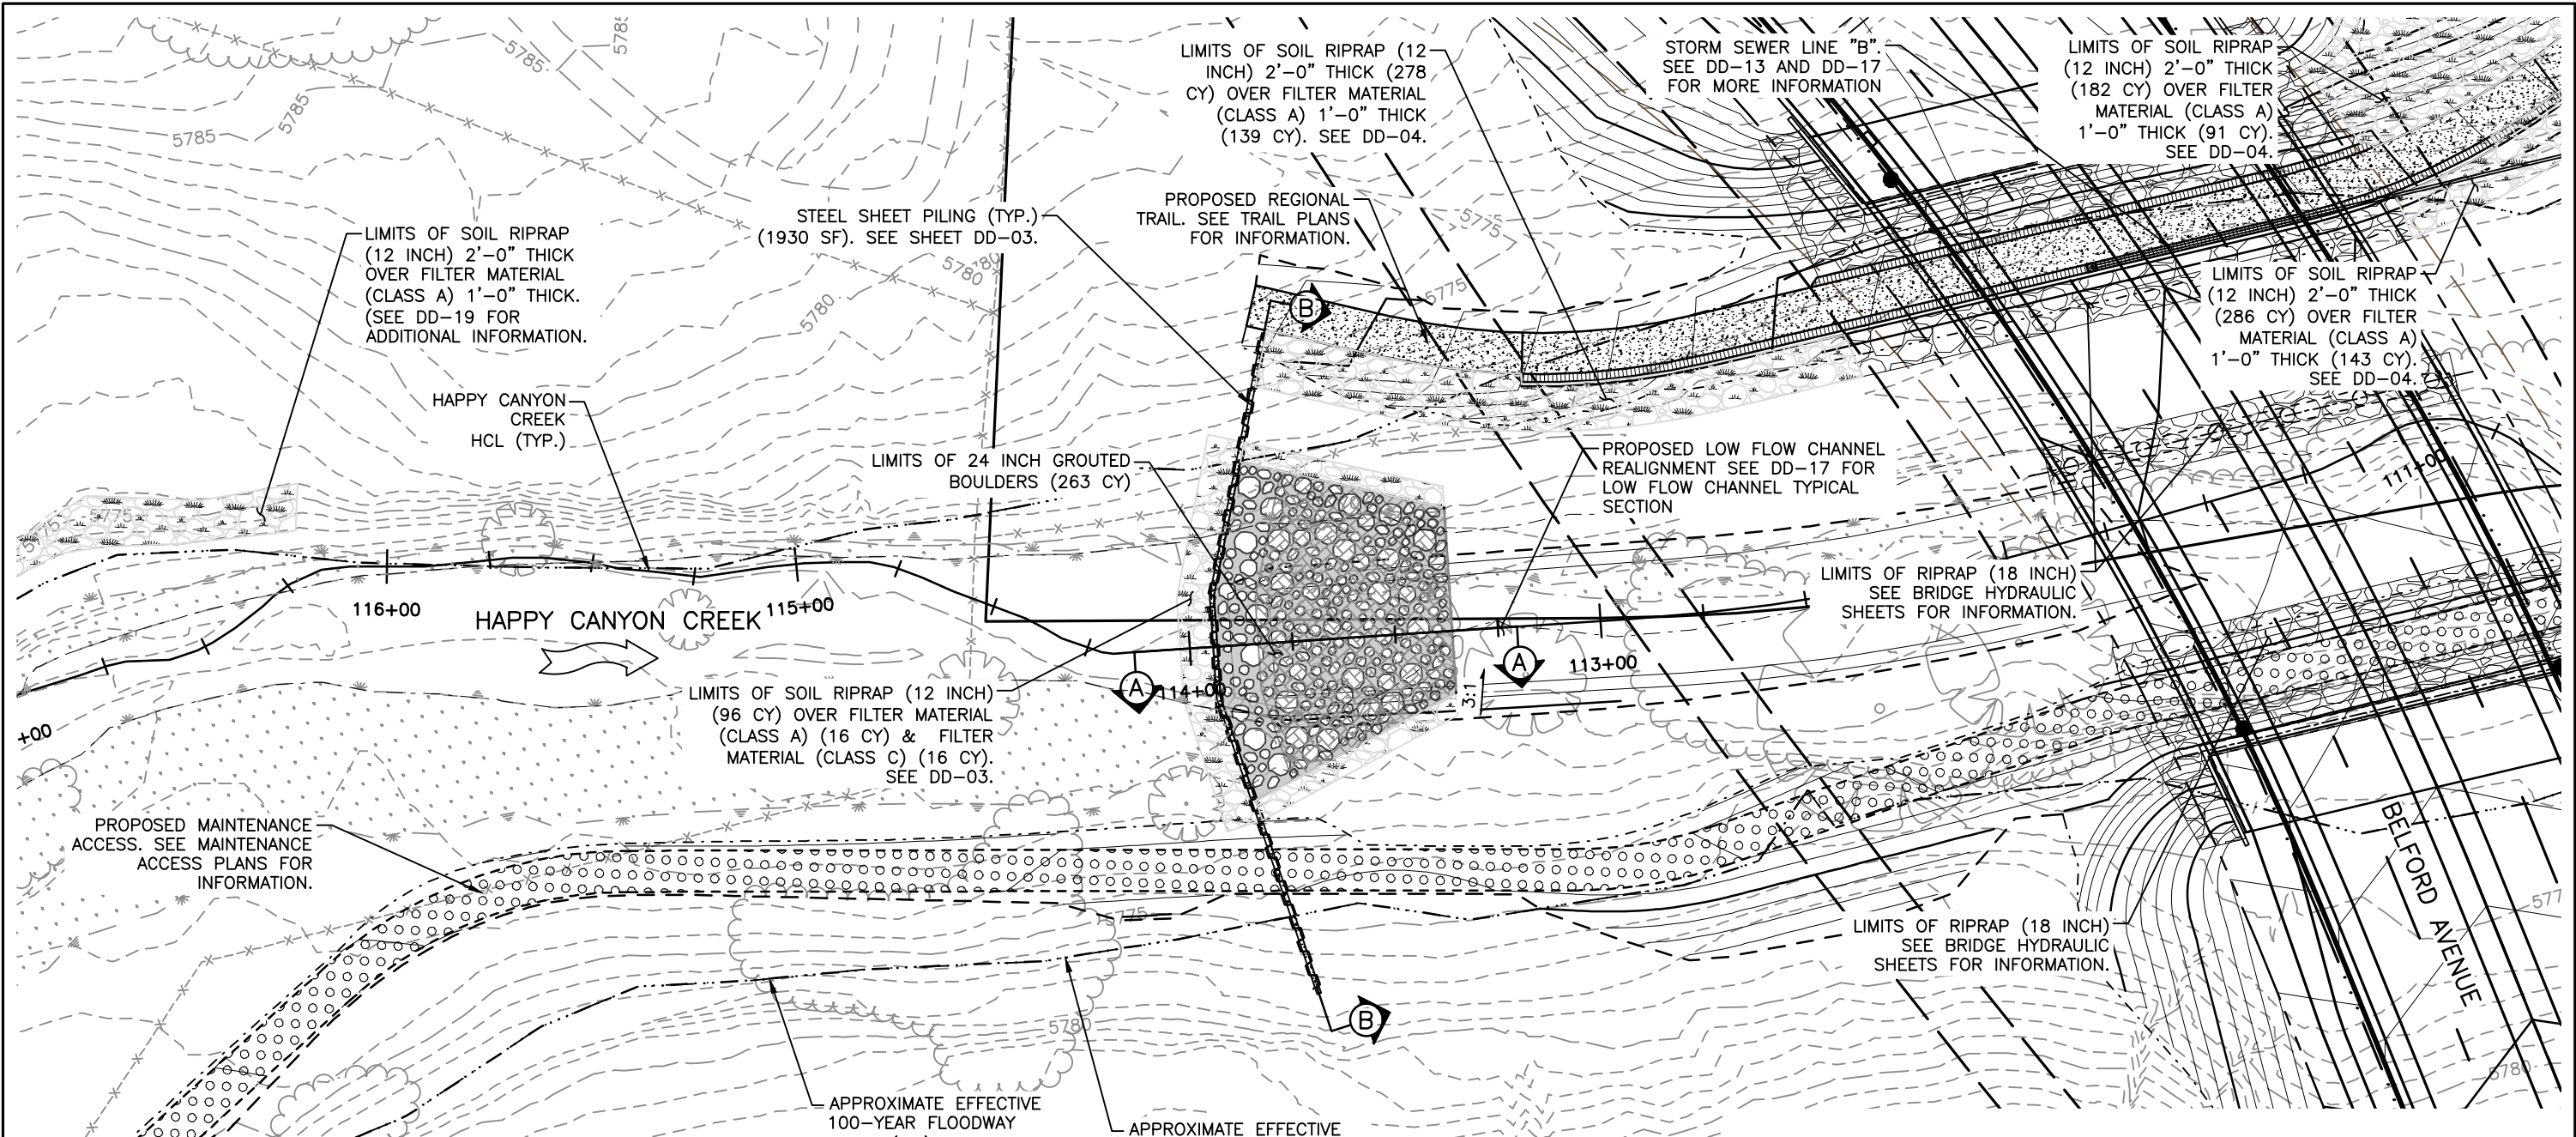 5785
5785
5785
5785
LIMITS OF SOIL RIPRAP (12
INCH) 2'-0" THICK (278
CY) OVER FILTER MATERIAL
(CLASS A) 1'-0" THICK
(139 CY). SEE DD-04.
STORM SEWER LINE "B".
SEE DD-13 AND DD-17
FOR MORE INFORMATION
LIMITS OF SOIL RIPRAP
(12 INCH) 2'-0" THICK
(182 CY) OVER FILTER
MATERIAL (CLASS A)
1'-0" THICK (91 CY).
SEE DD-04.
PROPOSED REGIONAL
TRAIL. SEE TRAIL PLANS
FOR INFORMATION.
5775
STEEL SHEET PILING (TYP.)
(1930 SF). SEE SHEET DD-03.
5780
5780
5780
LIMITS OF SOIL RIPRAP
(12 INCH) 2'-0" THICK
OVER FILTER MATERIAL
(CLASS A) 1'-0" THICK.
(SEE DD-19 FOR
ADDITIONAL INFORMATION.
LIMITS OF SOIL RIPRAP
(12 INCH) 2'-0" THICK
(286 CY) OVER FILTER
MATERIAL (CLASS A)
1'-0" THICK (143 CY).
SEE DD-04.
B
5775
HAPPY CANYON
CREEK
HCL (TYP.)
LIMITS OF 24 INCH GROUTED
BOULDERS (263 CY)
PROPOSED LOW FLOW CHANNEL
REALIGNMENT SEE DD-17 FOR
LOW FLOW CHANNEL TYPICAL
SECTION
111+00
5775
5775
LIMITS OF RIPRAP (18 INCH)
SEE BRIDGE HYDRAULIC
SHEETS FOR INFORMATION.
116+00
HAPPY CANYON CREEK
115+00
A
114+00
A
113+00
3:1
LIMITS OF SOIL RIPRAP (12 INCH)
(96 CY) OVER FILTER MATERIAL
(CLASS A) (16 CY) & FILTER
MATERIAL (CLASS C) (16 CY).
SEE DD-03.
+00
PROPOSED MAINTENANCE
ACCESS. SEE MAINTENANCE
ACCESS PLANS FOR
INFORMATION.
BELFORD AVENUE
5775
577
LIMITS OF RIPRAP (18 INCH)
SEE BRIDGE HYDRAULIC
SHEETS FOR INFORMATION.
5780
B
5780
APPROXIMATE EFFECTIVE
100-YEAR FLOODWAY
APPROXIMATE EFFECTIVE